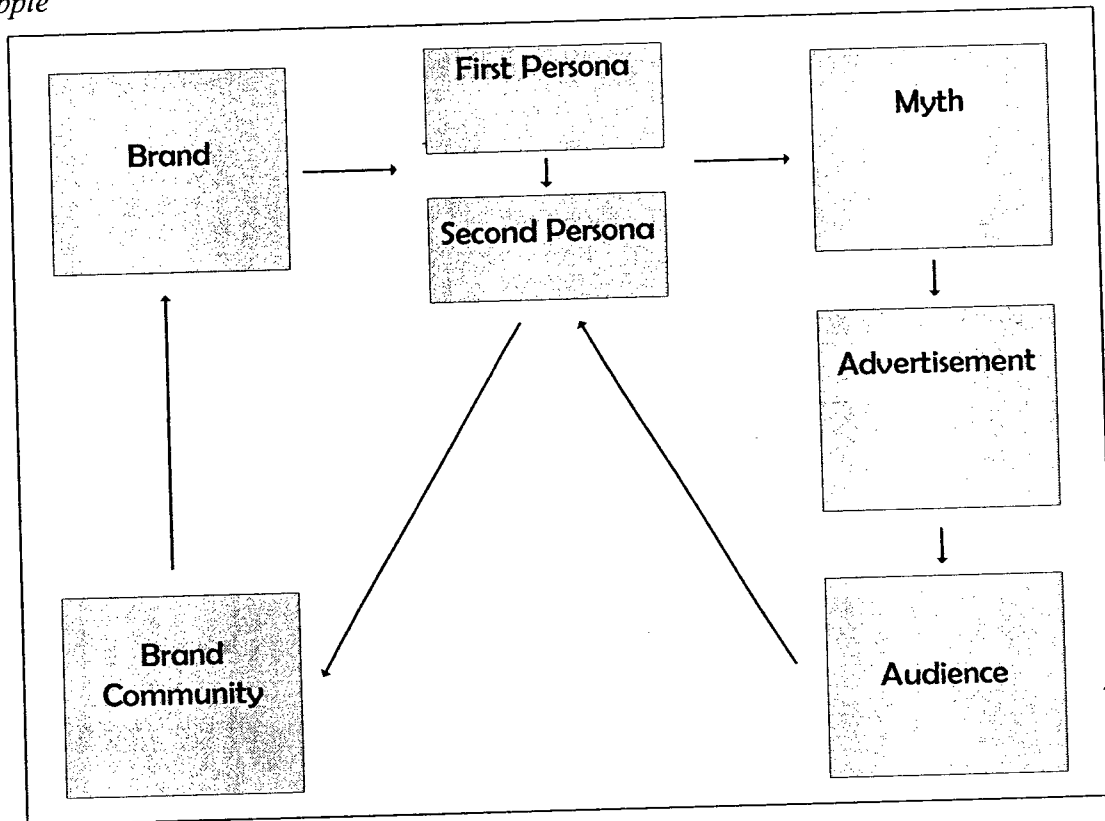 First Persona
Myth
Brand
Second Persona
Advertisement
Brand
Community
Audience